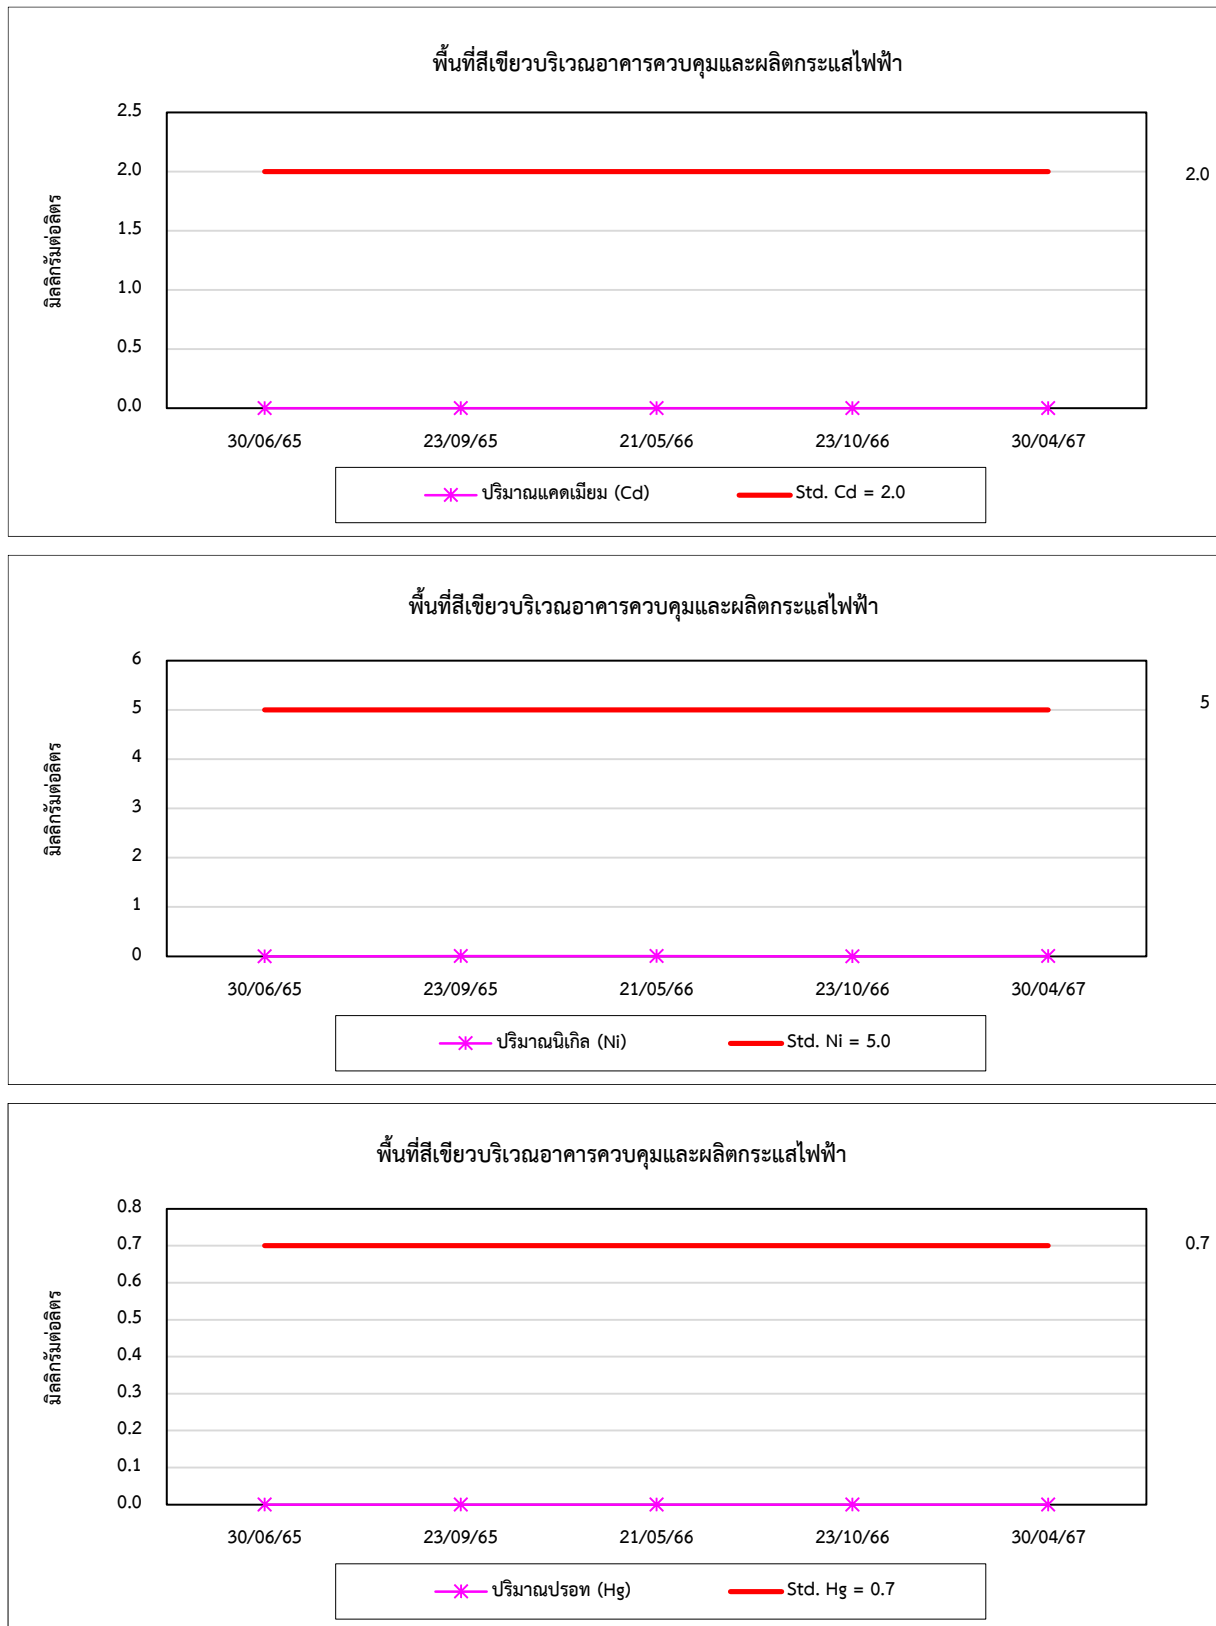 พื้นที่สีเขียวบริเวณอาคารควบคุมและผลิตกระแสไฟฟ้า
2.5
2.0
1.5
1.0
0.5
0.0
มิลลิกรัมต่อลิตร
2.0
30/06/65 23/09/65 21/05/66 23/10/66 30/04/67
ปริมาณแคดเมียม (Cd) Std. Cd = 2.0
พื้นที่สีเขียวบริเวณอาคารควบคุมและผลิตกระแสไฟฟ้า
6
5
4
3
2
1
0
มิลลิกรัมต่อลิตร
5
30/06/65 23/09/65 21/05/66 23/10/66 30/04/67
ปริมาณนิเกิล (Ni) Std. Ni = 5.0
พื้นที่สีเขียวบริเวณอาคารควบคุมและผลิตกระแสไฟฟ้า
0.8
0.7
0.6
0.5
0.4
0.3
0.2
0.1
0.0
มิลลิกรัมต่อลิตร
0.7
30/06/65 23/09/65 21/05/66 23/10/66 30/04/67
ปริมาณปรอท (Hg) Std. Hg = 0.7